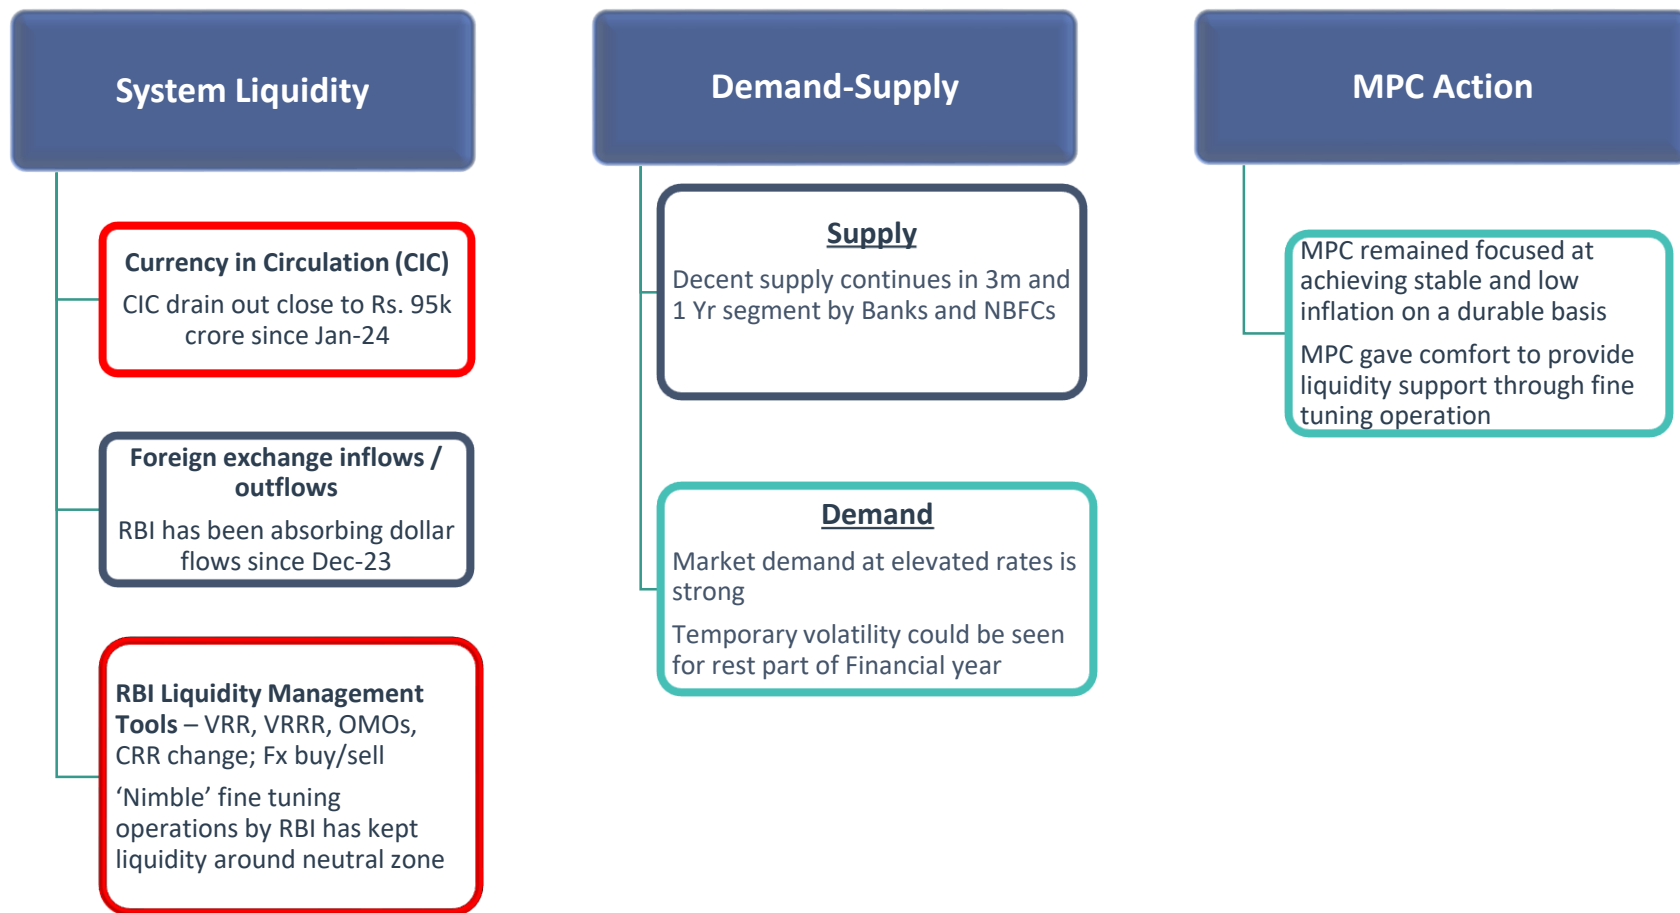 System Liquidity
Currency in Circulation (CIC)
CIC drain out close to Rs. 95k
crore since Jan-24
Foreign exchange inflows /
outflows
RBI has been absorbing dollar
flows since Dec-23
RBI Liquidity Management
Tools – VRR, VRRR, OMOs,
CRR change; Fx buy/sell
‘Nimble’ fine tuning
operations by RBI has kept
liquidity around neutral zone
Demand-Supply
Supply
Decent supply continues in 3m and
1 Yr segment by Banks and NBFCs
Demand
Market demand at elevated rates is
strong
Temporary volatility could be seen
for rest part of Financial year
MPC Action
MPC remained focused at
achieving stable and low
inflation on a durable basis
MPC gave comfort to provide
liquidity support through fine
tuning operation